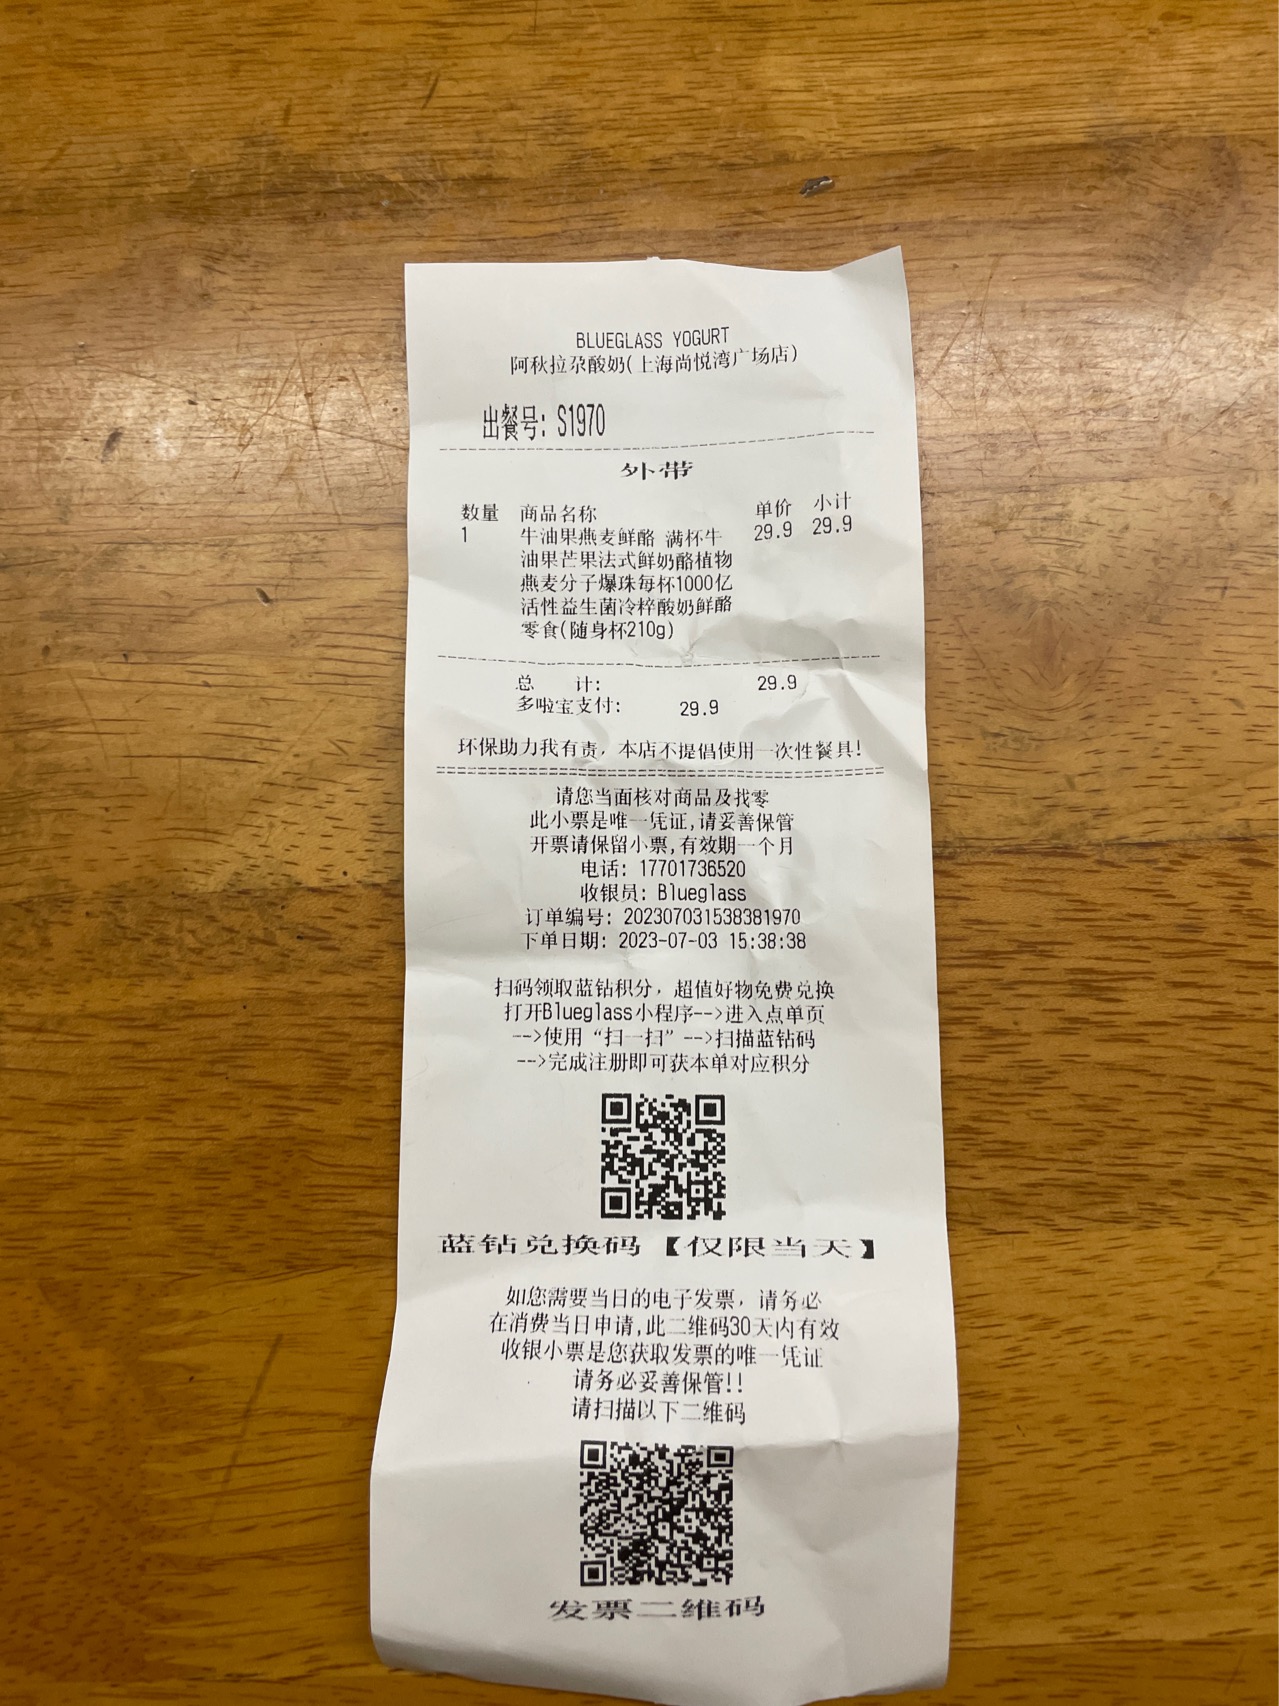 BLUEGLASS YOGURT
阿秋拉尕酸奶(上海尚悦湾广场店)
出餐号: S1970
外带
数量 商品名称 单价 小计
1 牛油果燕麦鲜酪 满杯牛 29.9 29.9
油果芒果法式鲜奶酪植物
燕麦分子爆珠每杯1000亿
活性益生菌冷粹酸奶鲜酪
零食(随身杯210g)
总 计: 29.9
多啦宝支付: 29.9
环保助力我有责，本店不提倡使用一次性餐具!
请您当面核对商品及找零
此小票是唯一凭证,请妥善保管
开票请保留小票,有效期一个月
电话: 17701736520
收银员: Blueglass
订单编号: 202307031538381970
下单日期: 2023-07-03 15:38:38
扫码领取蓝钻积分，超值好物免费兑换
打开Blueglass小程序-->进入点单页
-->使用“扫一扫”-->扫描蓝钻码
-->完成注册即可获本单对应积分
蓝钻兑换码【仅限当天】
如您需要当日的电子发票，请务必
在消费当日申请,此二维码30天内有效
收银小票是您获取发票的唯一凭证
请务必妥善保管!!
请扫描以下二维码
发票二维码